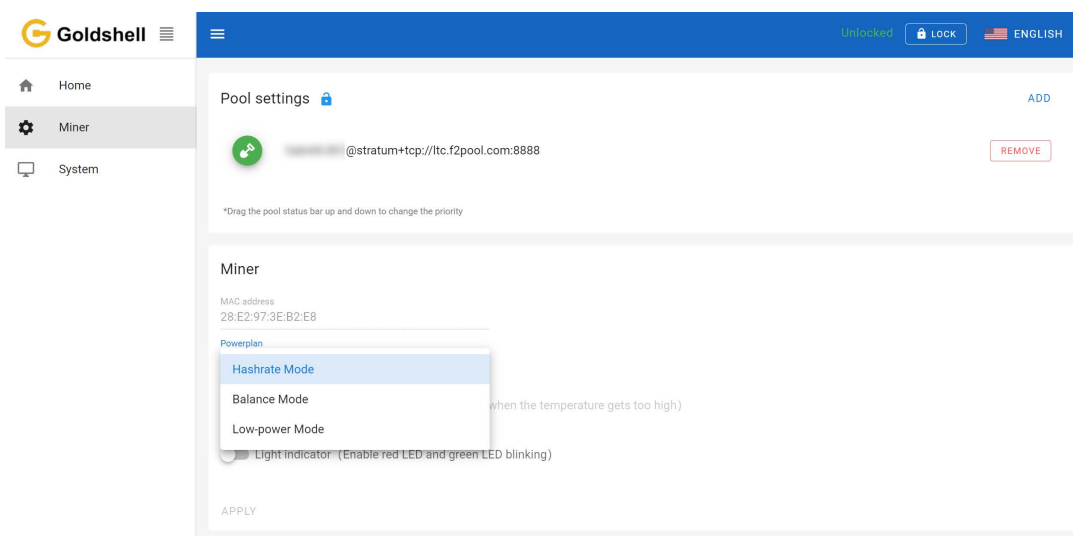 Goldshell
Unlocked
LOCK
ENGLISH
Home
Miner
System
Pool settings
ADD
@stratum+tcp://ltc.f2pool.com:8888
REMOVE
*Drag the pool status bar up and down to change the priority
Miner
MAC address
28:E2:97:3E:B2:E8
Powerplan
Hashrate Mode
Balance Mode
when the temperature gets too high)
Low-power Mode
Light indicator (Enable red LED and green LED blinking)
APPLY